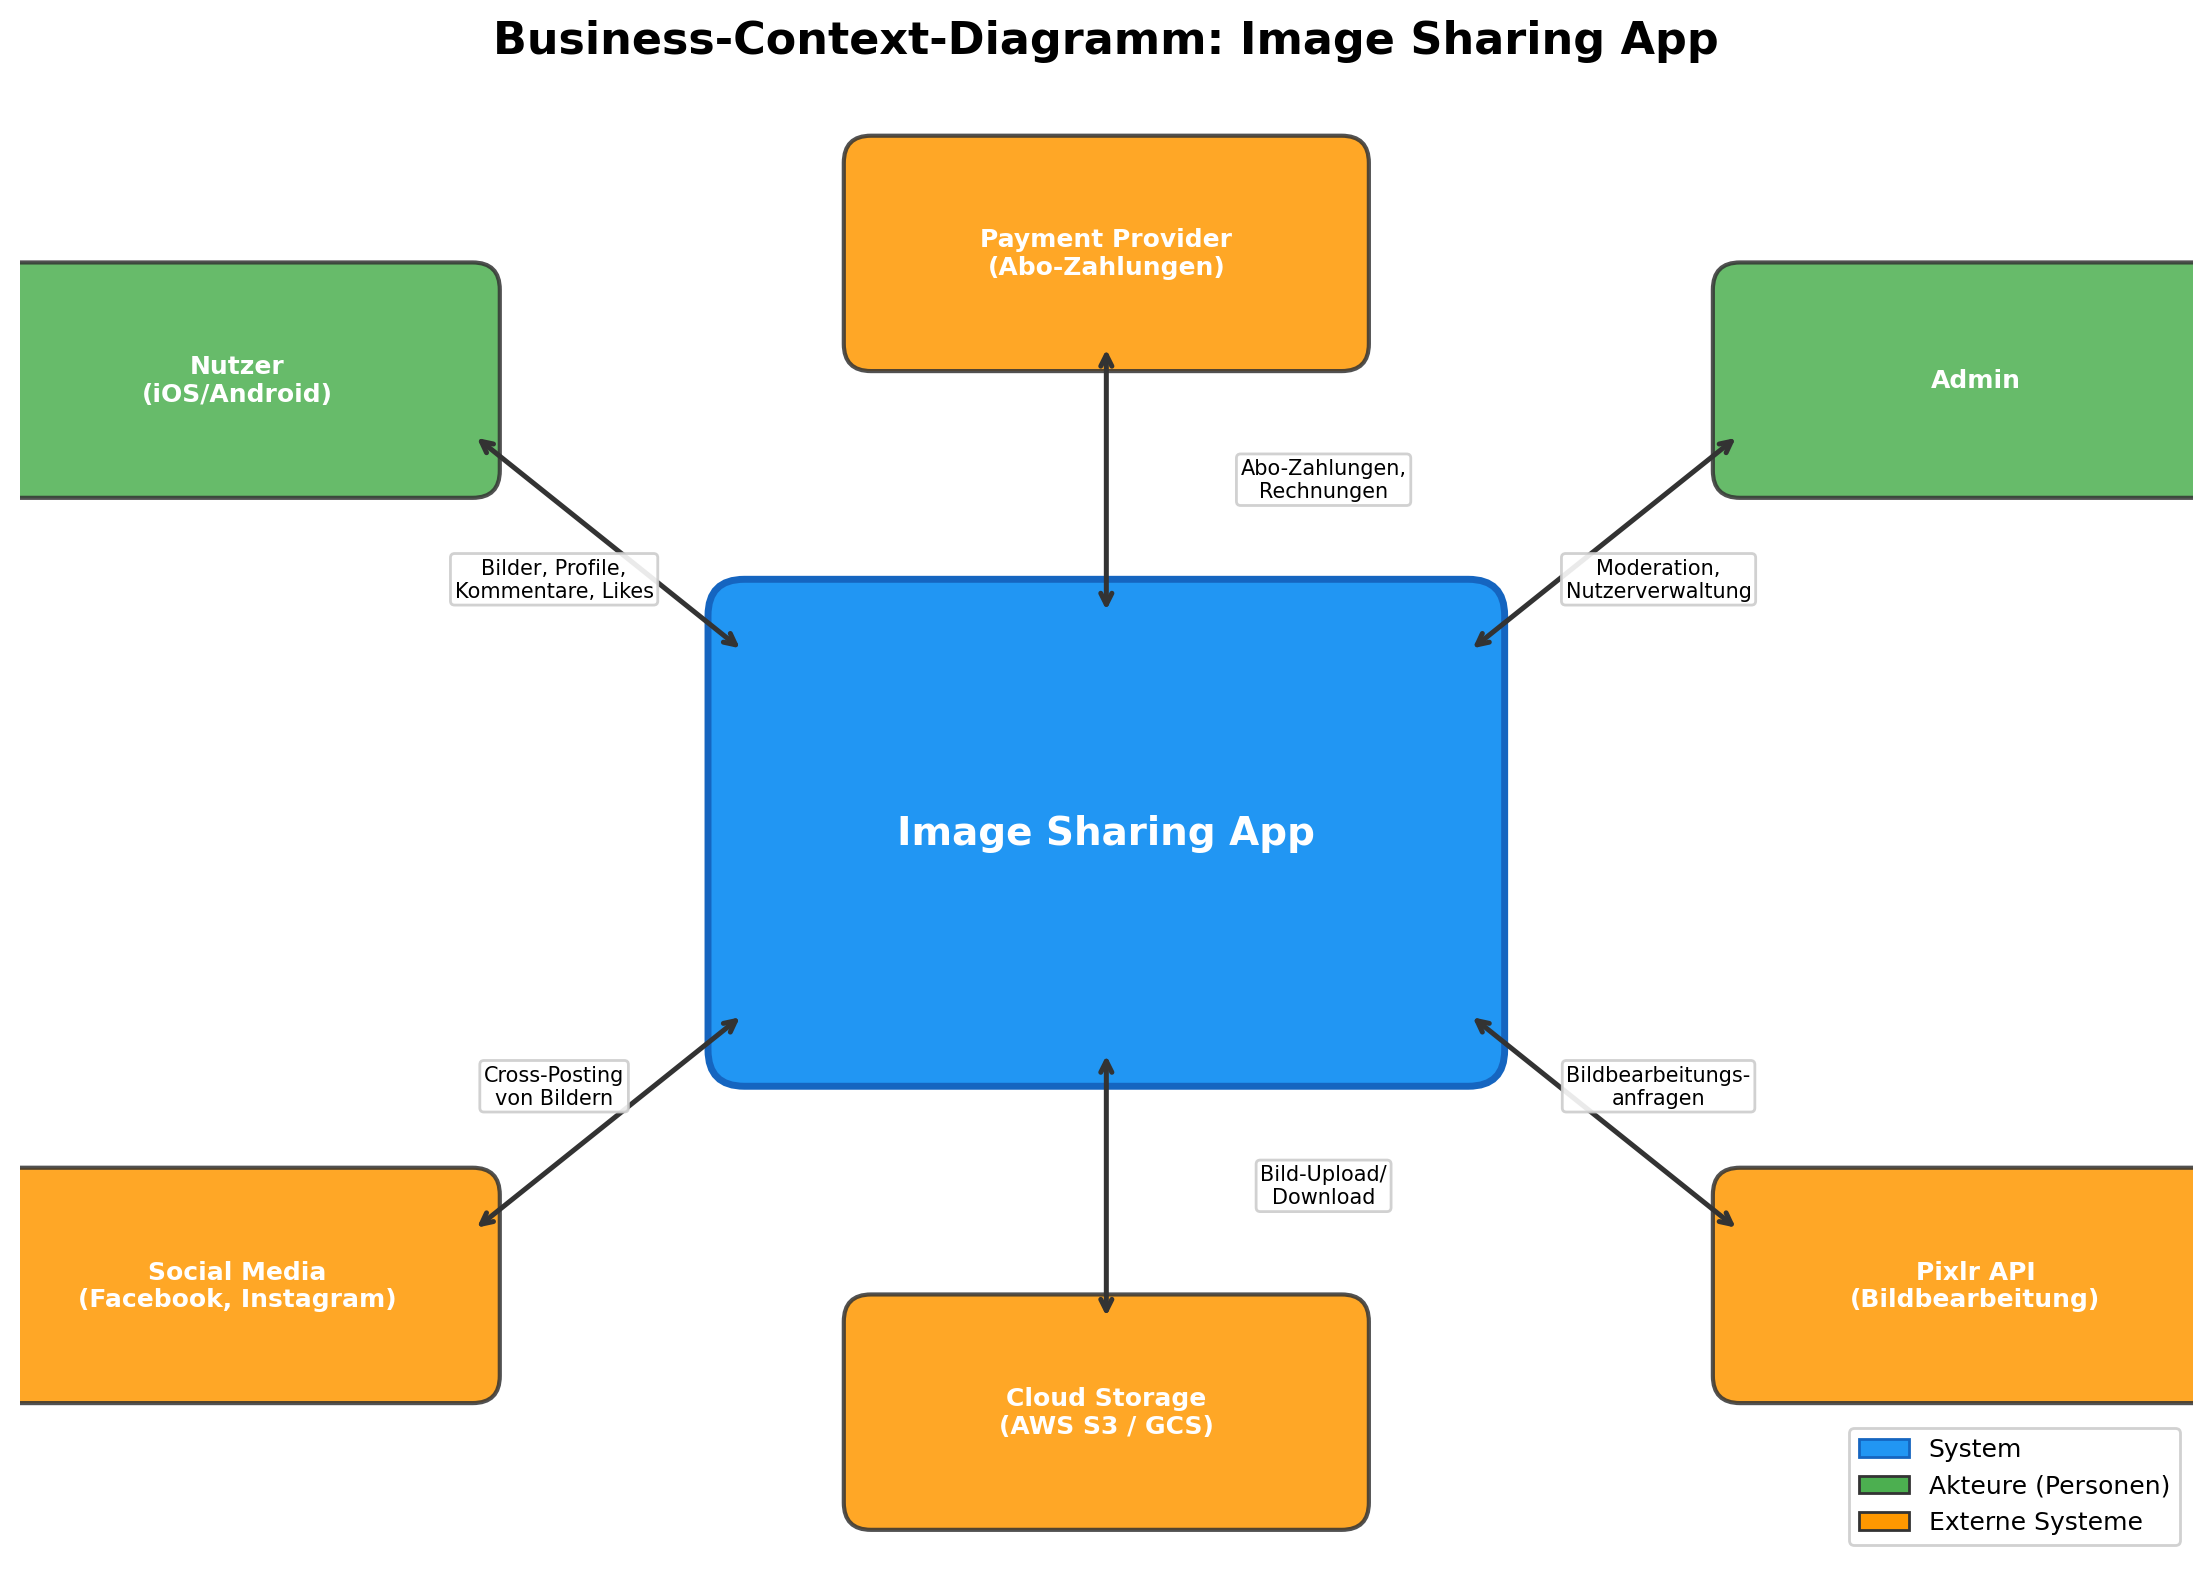 Business-Context-Diagramm: Image Sharing App
Payment Provider
(Abo-Zahlungen)
Nutzer
(iOS/Android)
Admin
Abo-Zahlungen,
Rechnungen
Bilder, Profile,
Kommentare, Likes
Moderation,
Nutzerverwaltung
Image Sharing App
Cross-Posting
von Bildern
Bildbearbeitungs-
anfragen
Bild-Upload/
Download
Social Media
(Facebook, Instagram)
Pixlr API
(Bildbearbeitung)
Cloud Storage
(AWS S3 / GCS)
System
Akteure (Personen)
Externe Systeme